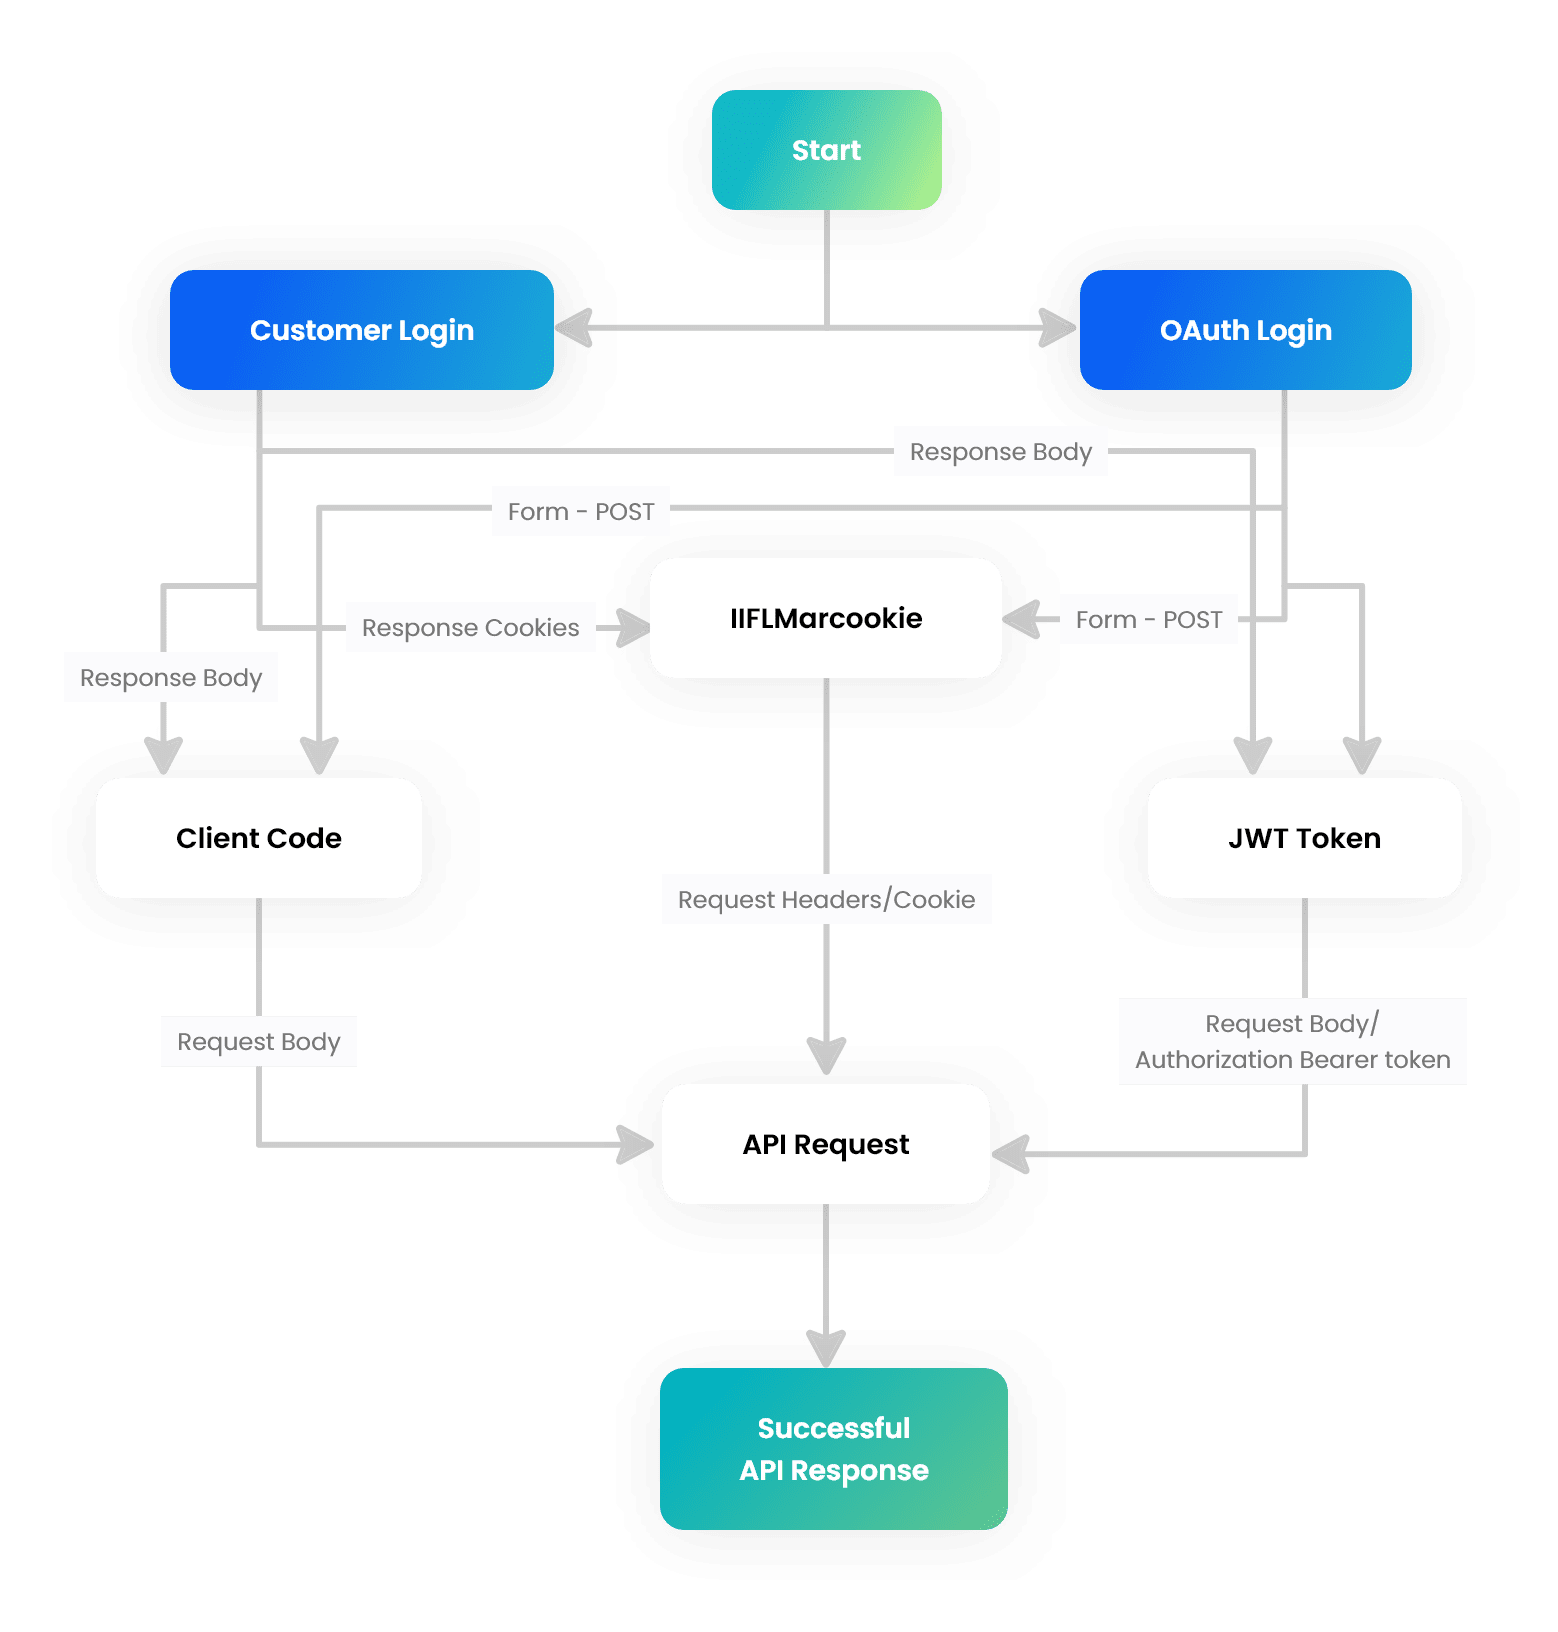 Start
Customer Login
OAuth Login
Response Body
Form - POST
IIFLMarcookie
Response Cookies
Form - POST
Response Body
Client Code
JWT Token
Request Headers/Cookie
Request Body
Request Body/
Authorization Bearer token
API Request
Successful
API Response